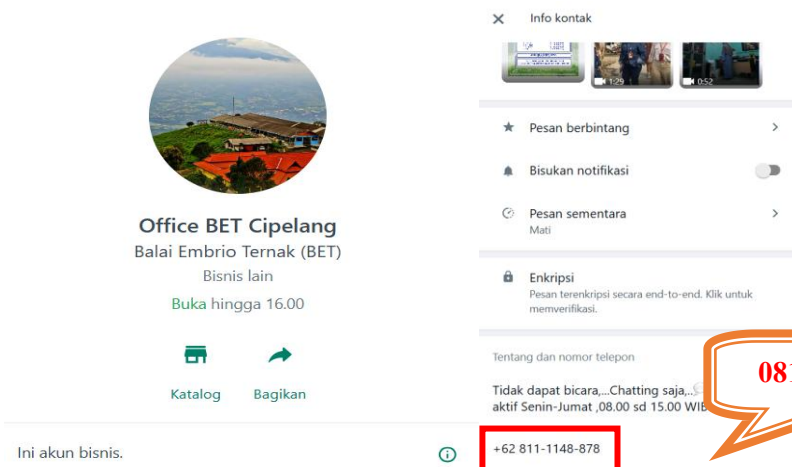 Office BET Cipelang
Balai Embrio Ternak (BET)
Bisnis lain
Buka hingga 16.00
Katalog
Bagikan
Ini akun bisnis.
Info kontak
1:29
0:52
Pesan berbintang
Bisukan notifikasi
Pesan sementara
Mati
Enkripsi
Pesan terenkripsi secara end-to-end. Klik untuk
memverifikasi.
Tentang dan nomor telepon
Tidak dapat bicara,...Chatting saja,..
aktif Senin-Jumat ,08.00 sd 15.00 WIB
+62 811-1148-878
081